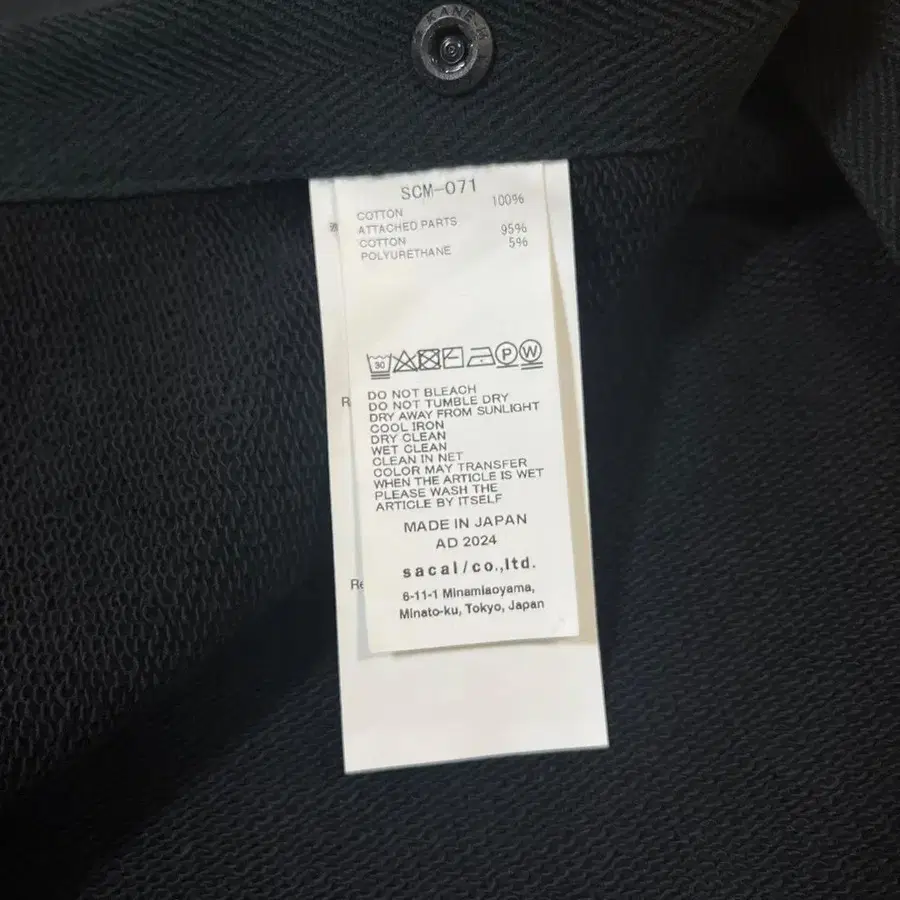 KANE-M
SCM-071
COTTON 100%
ATTACHED PARTS
COTTON 95%
POLYURETHANE 5%
30 P W
DO NOT BLEACH
DO NOT TUMBLE DRY
DRY AWAY FROM SUNLIGHT
COOL IRON
DRY CLEAN
WET CLEAN
CLEAN IN NET
COLOR MAY TRANSFER
WHEN THE ARTICLE IS WET
PLEASE WASH THE
ARTICLE BY ITSELF
MADE IN JAPAN
AD 2024
sacai/co.,ltd.
6-11-1 Minamiaoyama,
Minato-ku, Tokyo, Japan